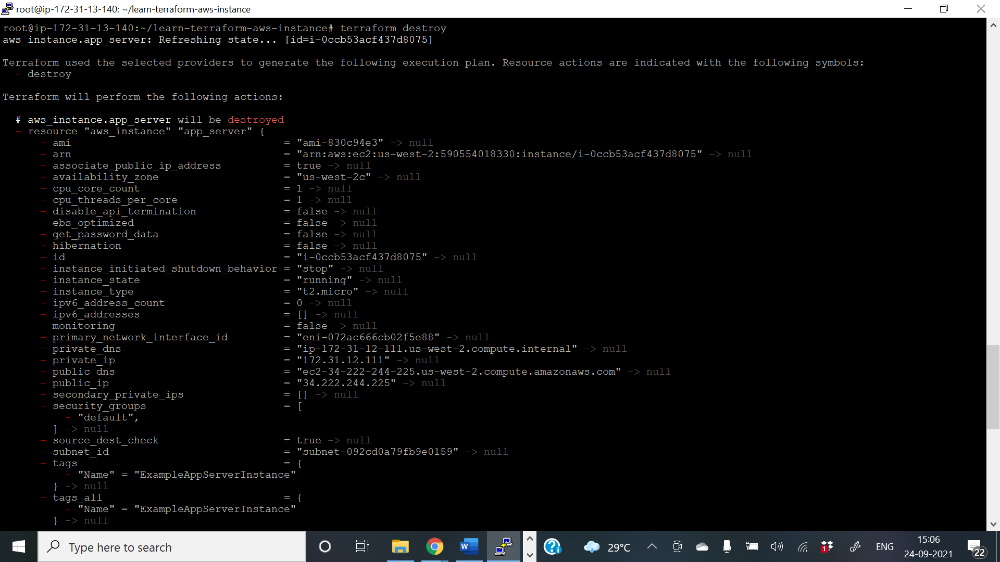 root@ip-172-31-13-140: ~/learn-terraform-aws-instance
root@ip-172-31-13-140:~/learn-terraform-aws-instance# terraform destroy
aws_instance.app_server: Refreshing state... [id=i-0ccb53acf437d8075]
Terraform used the selected providers to generate the following execution plan. Resource actions are indicated with the following symbols:
  - destroy
Terraform will perform the following actions:
  # aws_instance.app_server will be destroyed
  - resource "aws_instance" "app_server" {
      - ami                                  = "ami-830c94e3" -> null
      - arn                                  = "arn:aws:ec2:us-west-2:590554018330:instance/i-0ccb53acf437d8075" -> null
      - associate_public_ip_address          = true -> null
      - availability_zone                    = "us-west-2c" -> null
      - cpu_core_count                       = 1 -> null
      - cpu_threads_per_core                 = 1 -> null
      - disable_api_termination              = false -> null
      - ebs_optimized                        = false -> null
      - get_password_data                    = false -> null
      - hibernation                          = false -> null
      - id                                   = "i-0ccb53acf437d8075" -> null
      - instance_initiated_shutdown_behavior = "stop" -> null
      - instance_state                       = "running" -> null
      - instance_type                        = "t2.micro" -> null
      - ipv6_address_count                   = 0 -> null
      - ipv6_addresses                       = [] -> null
      - monitoring                           = false -> null
      - primary_network_interface_id         = "eni-072ac666cb02f5e88" -> null
      - private_dns                          = "ip-172-31-12-111.us-west-2.compute.internal" -> null
      - private_ip                           = "172.31.12.111" -> null
      - public_dns                           = "ec2-34-222-244-225.us-west-2.compute.amazonaws.com" -> null
      - public_ip                            = "34.222.244.225" -> null
      - secondary_private_ips                = [] -> null
      - security_groups                      = [
          - "default",
        ] -> null
      - source_dest_check                    = true -> null
      - subnet_id                            = "subnet-092cd0a79fb9e0159" -> null
      - tags                                 = {
          - "Name" = "ExampleAppServerInstance"
        } -> null
      - tags_all                             = {
          - "Name" = "ExampleAppServerInstance"
        } -> null
Type here to search
W
29°C
1
ENG
15:06
24-09-2021
22